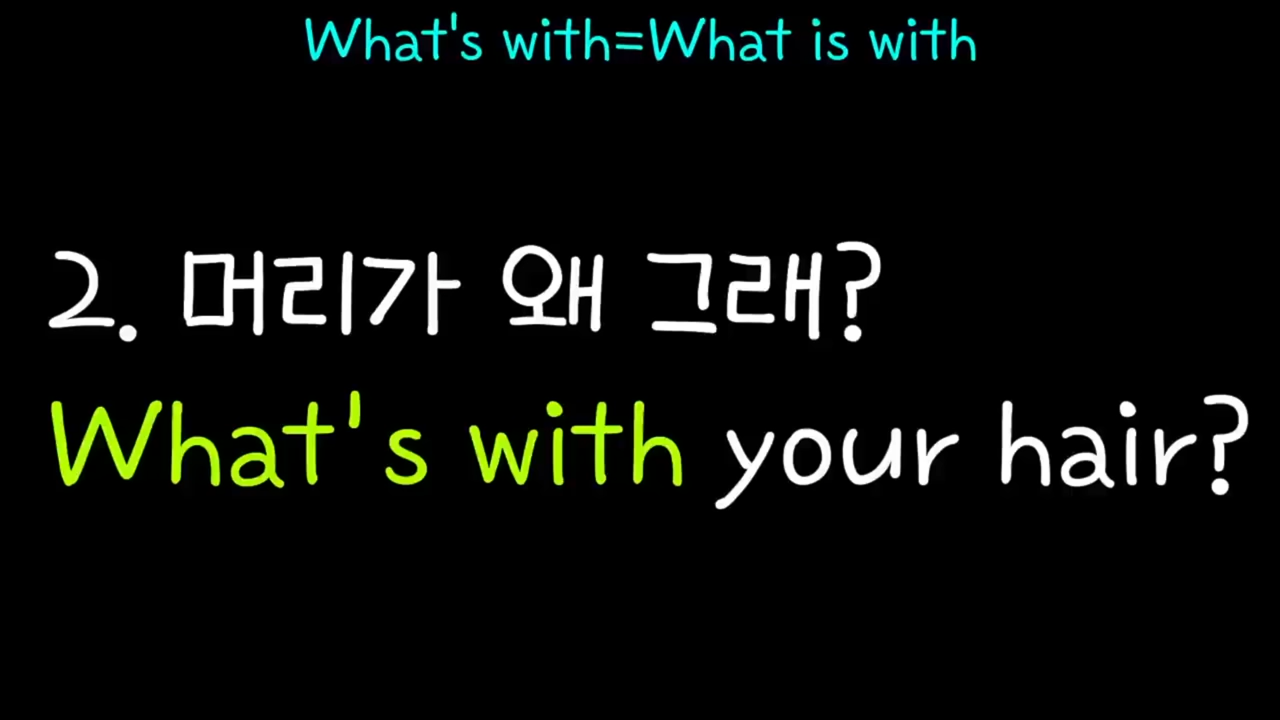 What's with=What is with
2. 머리가 왜 그래?
What's with your hair?